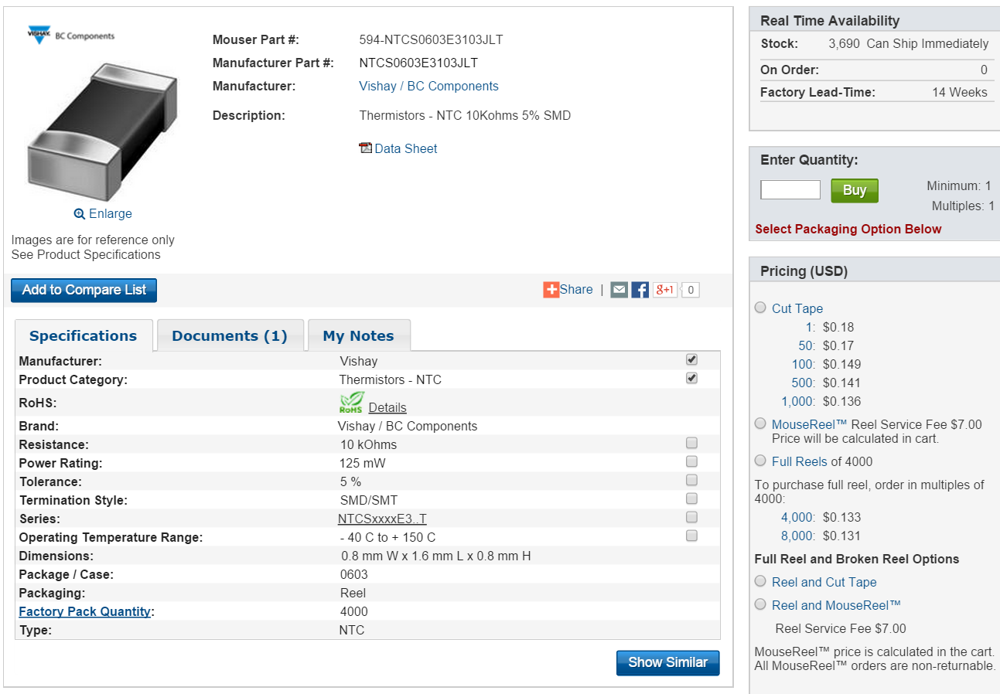 VISHAY BC Components
Mouser Part #: 594-NTCS0603E3103JLT
Manufacturer Part #: NTCS0603E3103JLT
Manufacturer: Vishay / BC Components
Description: Thermistors - NTC 10Kohms 5% SMD
Data Sheet
Enlarge
Images are for reference only
See Product Specifications
Add to Compare List
Share | g+1 0
Specifications Documents (1) My Notes
Manufacturer: Vishay
Product Category: Thermistors - NTC
RoHS: RoHS Details
Brand: Vishay / BC Components
Resistance: 10 kOhms
Power Rating: 125 mW
Tolerance: 5 %
Termination Style: SMD/SMT
Series: NTCSxxxxE3..T
Operating Temperature Range: - 40 C to + 150 C
Dimensions: 0.8 mm W x 1.6 mm L x 0.8 mm H
Package / Case: 0603
Packaging: Reel
Factory Pack Quantity: 4000
Type: NTC
Show Similar
Real Time Availability
Stock: 3,690 Can Ship Immediately
On Order: 0
Factory Lead-Time: 14 Weeks
Enter Quantity:
Buy
Minimum: 1
Multiples: 1
Select Packaging Option Below
Pricing (USD)
Cut Tape
1: $0.18
50: $0.17
100: $0.149
500: $0.141
1,000: $0.136
MouseReel™ Reel Service Fee $7.00
Price will be calculated in cart.
Full Reels of 4000
To purchase full reel, order in multiples of
4000:
4,000: $0.133
8,000: $0.131
Full Reel and Broken Reel Options
Reel and Cut Tape
Reel and MouseReel™
Reel Service Fee $7.00
MouseReel™ price is calculated in the cart.
All MouseReel™ orders are non-returnable.